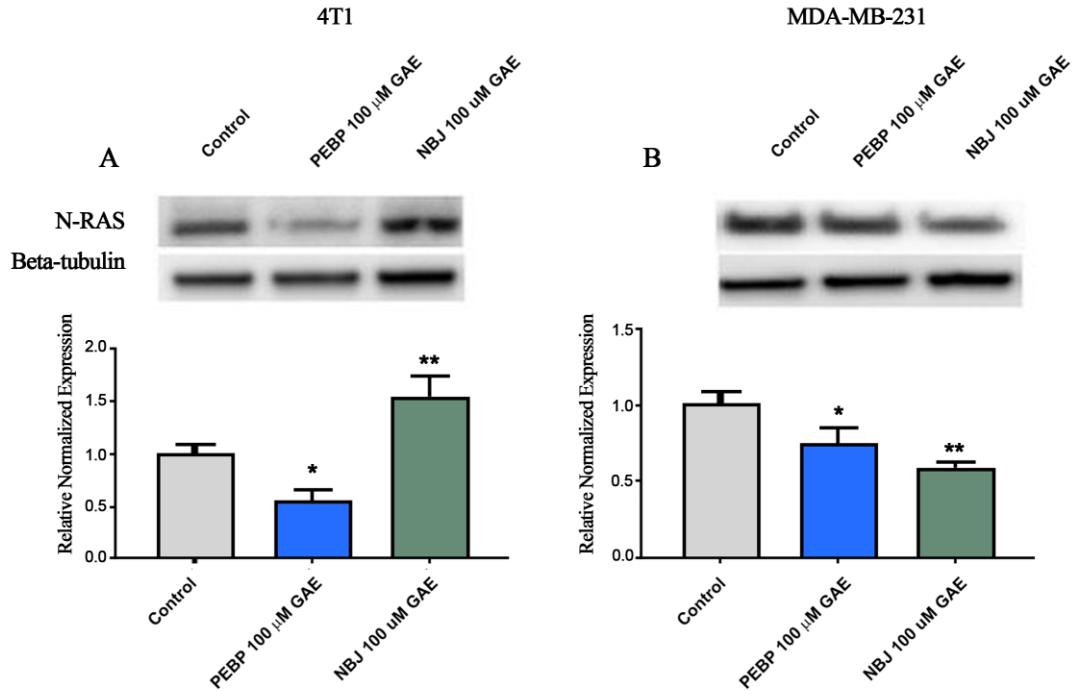 4T1
MDA-MB-231
Control
PEBP 100 μM GAE
NBJ 100 uM GAE
Control
PEBP 100 μM GAE
NBJ 100 uM GAE
A
B
N-RAS
Beta-tubulin
Relative Normalized Expression
2.0
1.5
1.0
0.5
0.0
*
**
Control
PEBP 100 μM GAE
NBJ 100 uM GAE
Relative Normalized Expression
1.5
1.0
0.5
0.0
*
**
Control
PEBP 100 μM GAE
NBJ 100 uM GAE